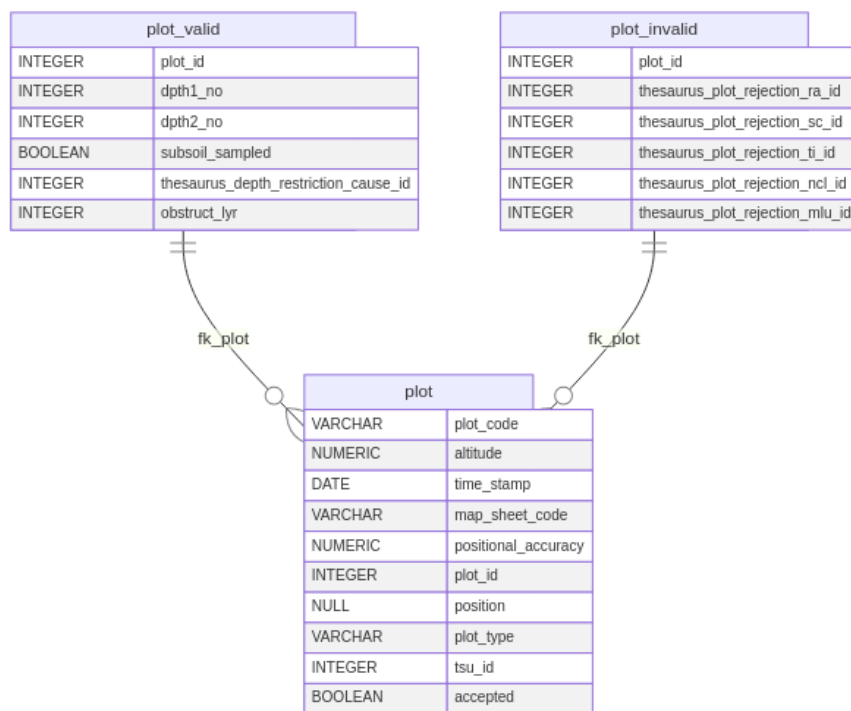 plot_valid
INTEGER plot_id
INTEGER dpth1_no
INTEGER dpth2_no
BOOLEAN subsoil_sampled
INTEGER thesaurus_depth_restriction_cause_id
INTEGER obstruct_lyr
plot_invalid
INTEGER plot_id
INTEGER thesaurus_plot_rejection_ra_id
INTEGER thesaurus_plot_rejection_sc_id
INTEGER thesaurus_plot_rejection_ti_id
INTEGER thesaurus_plot_rejection_ncl_id
INTEGER thesaurus_plot_rejection_mlu_id
fk_plot
fk_plot
plot
VARCHAR plot_code
NUMERIC altitude
DATE time_stamp
VARCHAR map_sheet_code
NUMERIC positional_accuracy
INTEGER plot_id
NULL position
VARCHAR plot_type
INTEGER tsu_id
BOOLEAN accepted